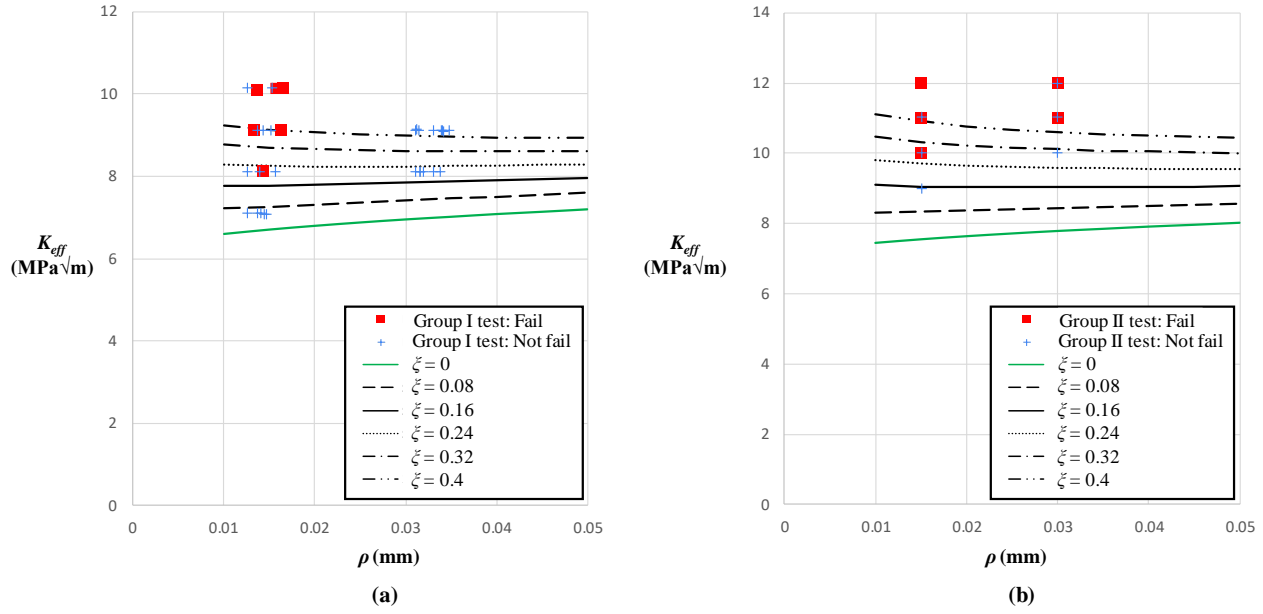 12
10
8
6
4
2
0
K_eff
(MPa√m)
Group I test: Fail
Group I test: Not fail
ξ = 0
ξ = 0.08
ξ = 0.16
ξ = 0.24
ξ = 0.32
ξ = 0.4
0 0.01 0.02 0.03 0.04 0.05
ρ (mm)
(a)
14
12
10
8
6
4
2
0
K_eff
(MPa√m)
Group II test: Fail
Group II test: Not fail
ξ = 0
ξ = 0.08
ξ = 0.16
ξ = 0.24
ξ = 0.32
ξ = 0.4
0 0.01 0.02 0.03 0.04 0.05
ρ (mm)
(b)